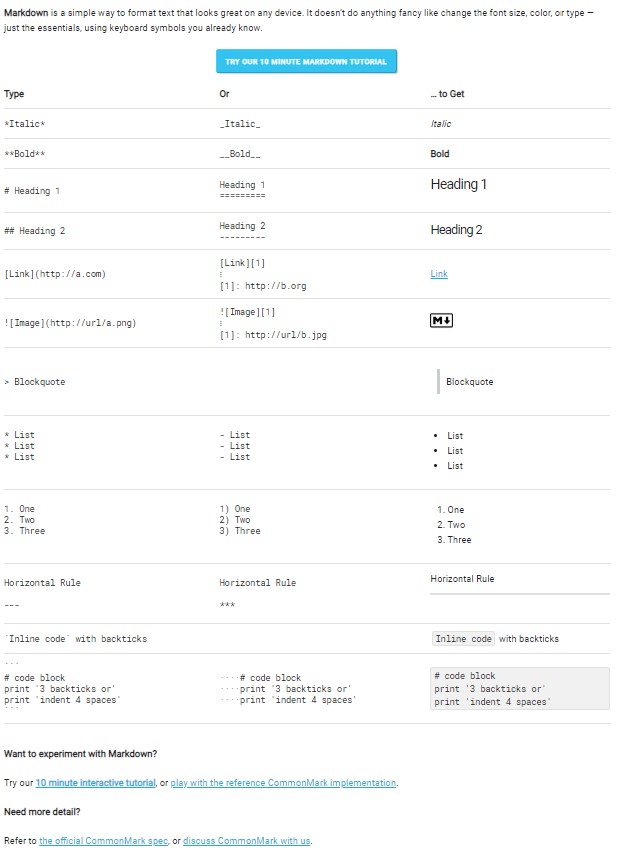 Markdown is a simple way to format text that looks great on any device. It doesn't do anything fancy like change the font size, color, or type —
just the essentials, using keyboard symbols you already know.
TRY OUR 10 MINUTE MARKDOWN TUTORIAL
Type Or … to Get
*Italic* _Italic_ Italic
**Bold** __Bold__ Bold
# Heading 1 Heading 1
========= Heading 1
## Heading 2 Heading 2
--------- Heading 2
[Link](http://a.com) [Link][1]
⋮
[1]: http://b.org Link
![Image](http://url/a.png) ![Image][1]
⋮
[1]: http://url/b.jpg M↓
> Blockquote Blockquote
* List - List • List
* List - List • List
* List - List • List
1. One 1) One 1. One
2. Two 2) Two 2. Two
3. Three 3) Three 3. Three
Horizontal Rule Horizontal Rule Horizontal Rule
--- ***
`Inline code` with backticks Inline code with backticks
```
# code block ····# code block # code block
print '3 backticks or' ····print '3 backticks or' print '3 backticks or'
print 'indent 4 spaces' ····print 'indent 4 spaces' print 'indent 4 spaces'
```
Want to experiment with Markdown?
Try our 10 minute interactive tutorial, or play with the reference CommonMark implementation.
Need more detail?
Refer to the official CommonMark spec, or discuss CommonMark with us.